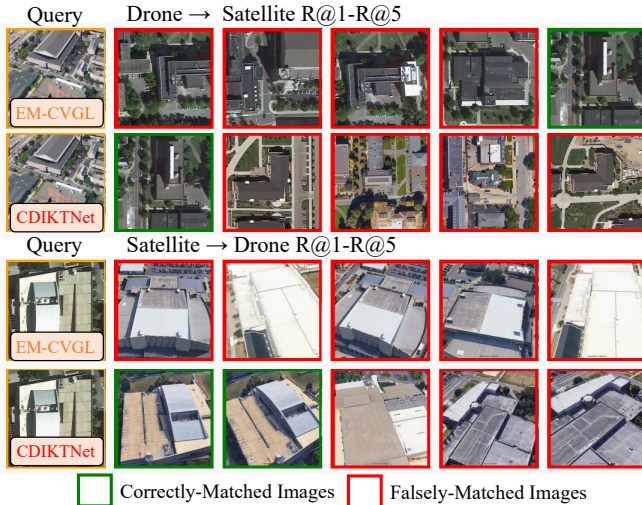 Query Drone → Satellite R@1-R@5
EM-CVGL
CDIKTNet
Query Satellite → Drone R@1-R@5
EM-CVGL
CDIKTNet
Correctly-Matched Images Falsely-Matched Images